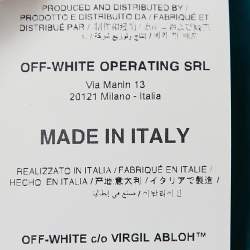 PRODUCED AND DISTRIBUTED BY /
PRODOTTO E DISTRIBUITO DA / FABRIQUÉ ET
DISTRIBUÉ PAR /
OFF-WHITE OPERATING SRL
Via Manin 13
20121 Milano - Italia
MADE IN ITALY
REALIZZATO IN ITALIA / FABRIQUÉ EN ITALIE /
HECHO EN ITALIA / 产地意大利 / イタリアで製造 /
OFF-WHITE c/o VIRGIL ABLOH™